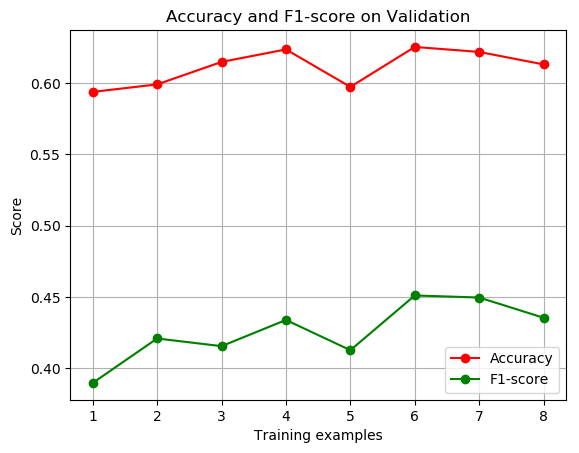 Accuracy and F1-score on Validation
Score
0.60
0.55
0.50
0.45
0.40
Accuracy
F1-score
1 2 3 4 5 6 7 8
Training examples